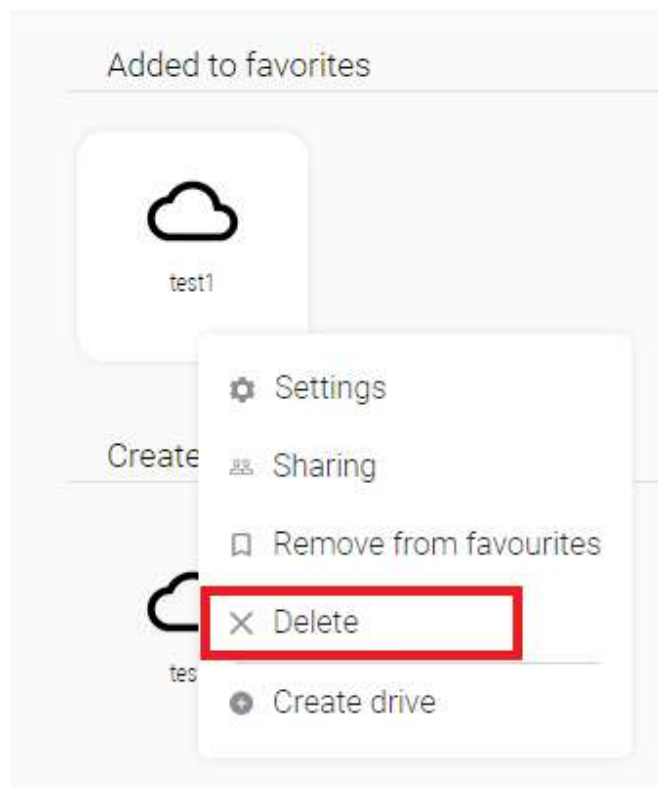 Added to favorites
test1
Settings
Create
Sharing
Remove from favourites
Delete
tes
Create drive